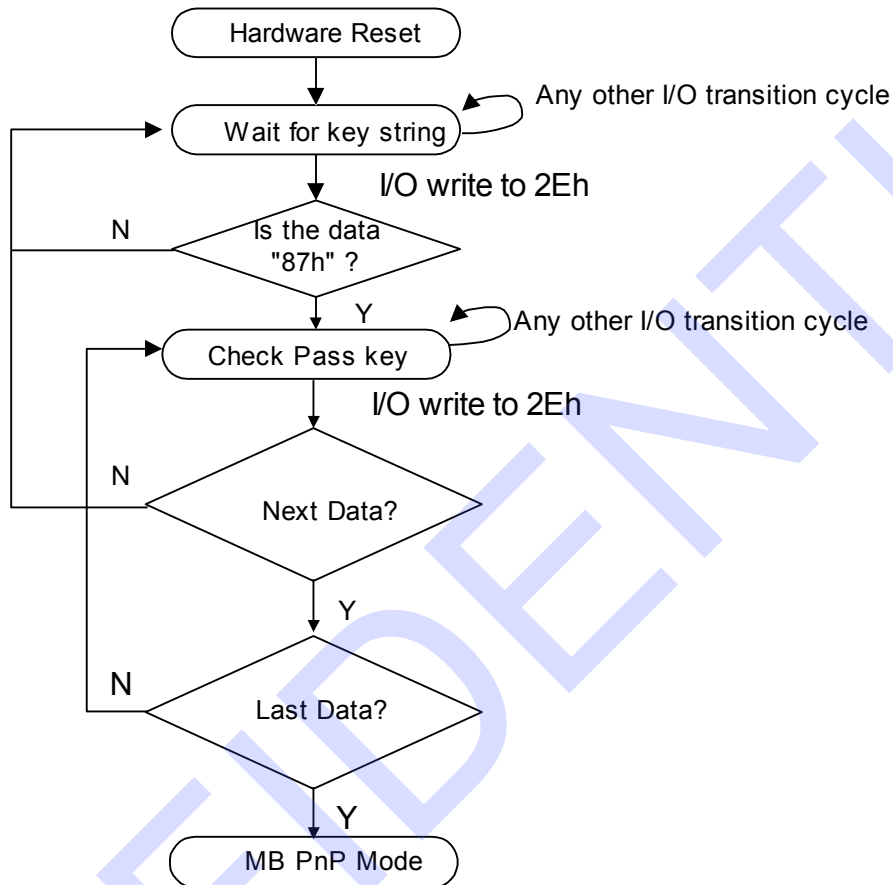 Hardware Reset
Any other I/O transition cycle
Wait for key string
I/O write to 2Eh
N
Is the data
"87h" ?
Y
Any other I/O transition cycle
Check Pass key
I/O write to 2Eh
N
Next Data?
Y
N
Last Data?
Y
MB PnP Mode
FIDENTI